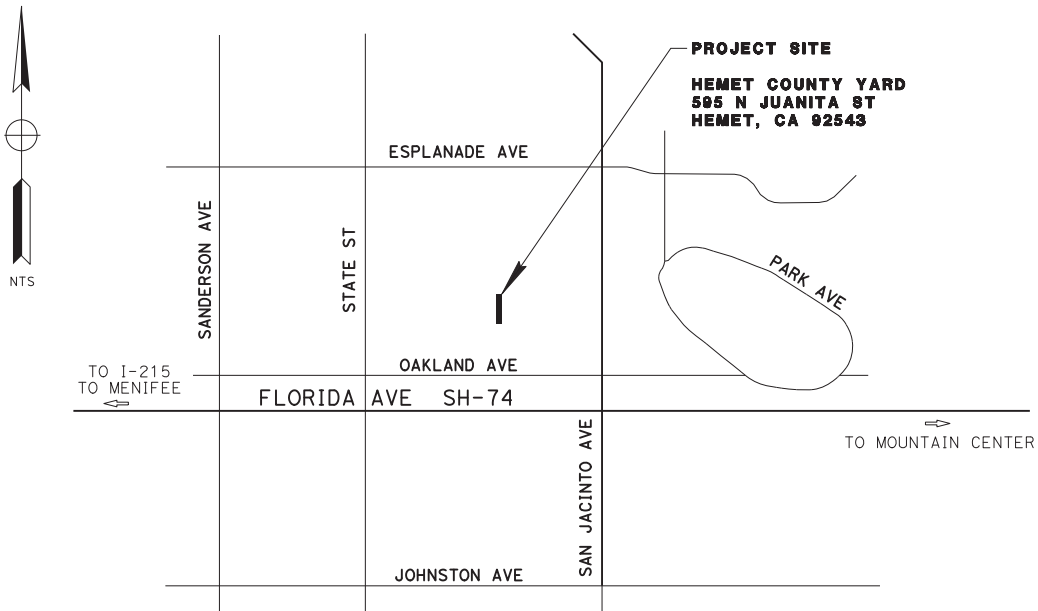 PROJECT SITE
HEMET COUNTY YARD
595 N JUANITA ST
HEMET, CA 92543
ESPLANADE AVE
SANDERSON AVE
STATE ST
NTS
PARK AVE
OAKLAND AVE
TO I-215
TO MENIFEE
FLORIDA AVE SH-74
TO MOUNTAIN CENTER
SAN JACINTO AVE
JOHNSTON AVE